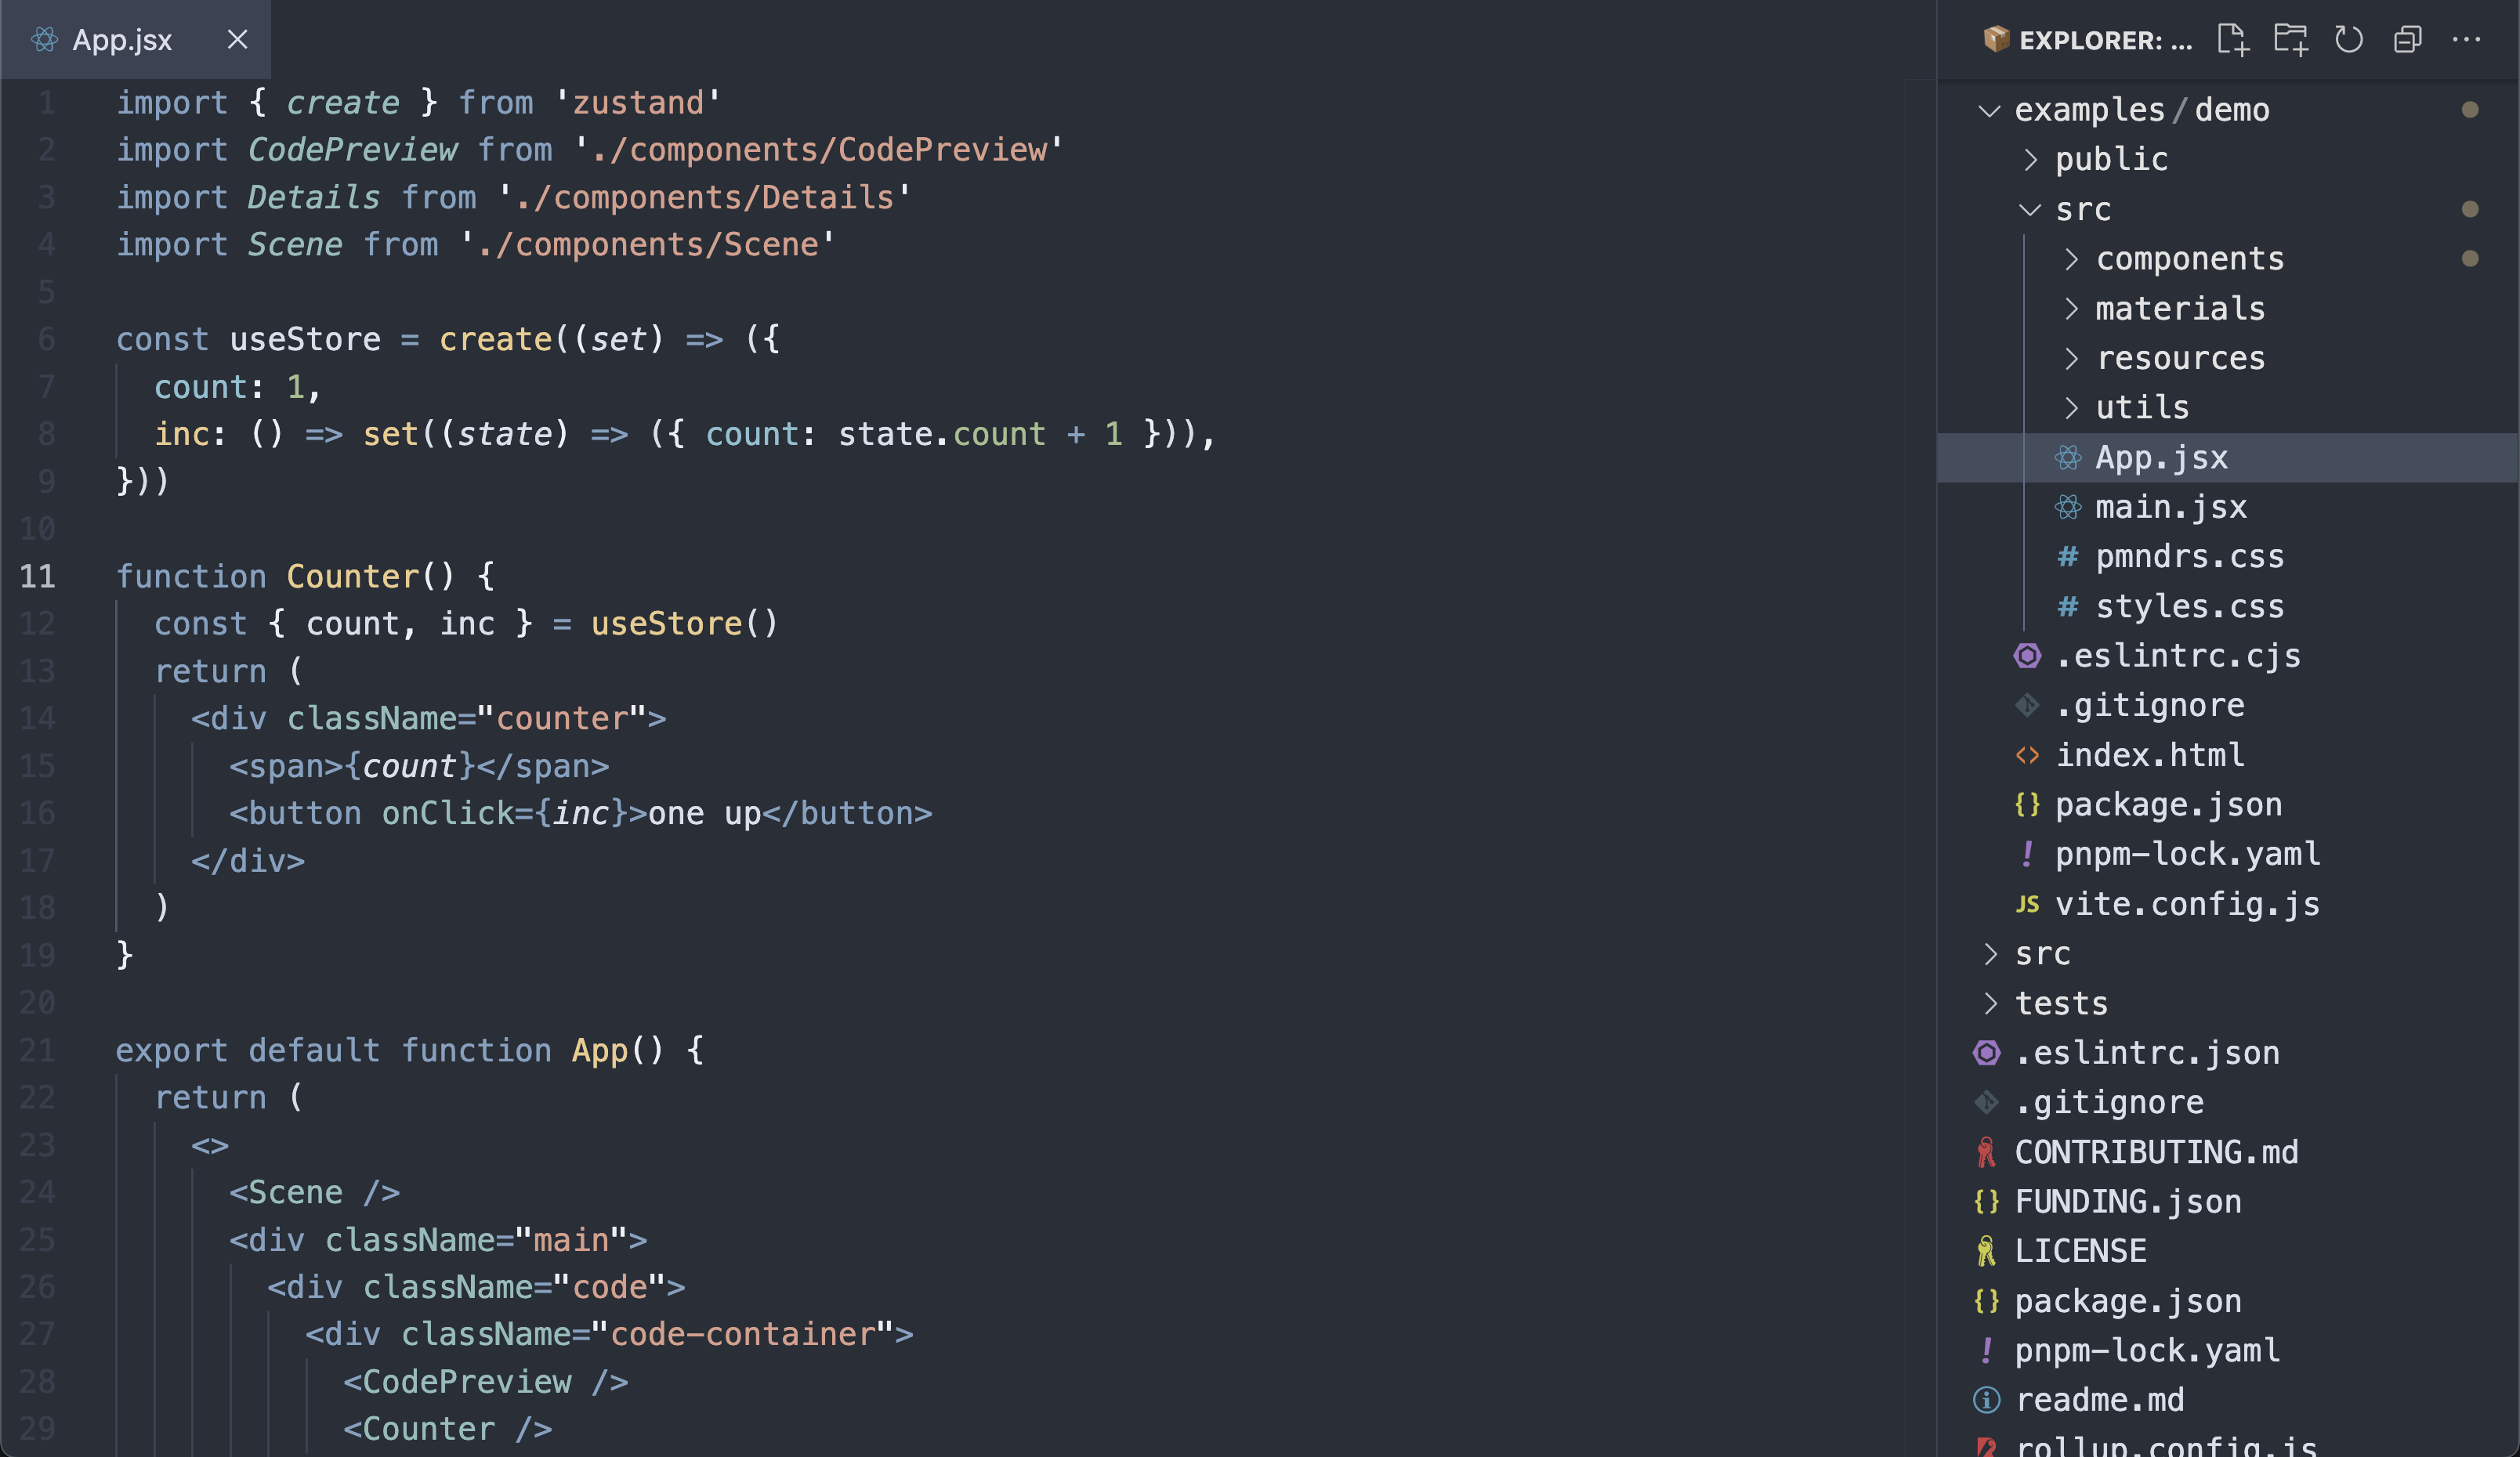 App.jsx
1 import { create } from 'zustand'
2 import CodePreview from './components/CodePreview'
3 import Details from './components/Details'
4 import Scene from './components/Scene'
5
6 const useStore = create((set) => ({
7   count: 1,
8   inc: () => set((state) => ({ count: state.count + 1 })),
9 }))
10
11 function Counter() {
12   const { count, inc } = useStore()
13   return (
14     <div className="counter">
15       <span>{count}</span>
16       <button onClick={inc}>one up</button>
17     </div>
18   )
19 }
20
21 export default function App() {
22   return (
23     <>
24       <Scene />
25       <div className="main">
26         <div className="code">
27           <div className="code-container">
28             <CodePreview />
29             <Counter />
EXPLORER: ...
examples/demo
public
src
components
materials
resources
utils
App.jsx
main.jsx
# pmndrs.css
# styles.css
.eslintrc.cjs
.gitignore
<> index.html
{} package.json
! pnpm-lock.yaml
JS vite.config.js
src
tests
.eslintrc.json
.gitignore
CONTRIBUTING.md
{} FUNDING.json
LICENSE
{} package.json
! pnpm-lock.yaml
readme.md
rollup.config.js